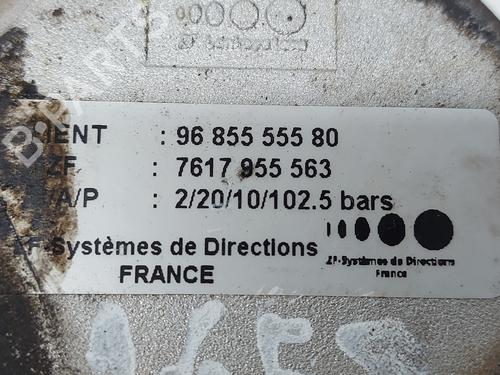 : 96 855 555 80
ZF : 7617 955 563
A/P : 2/20/10/102.5 bars
ZF-Systèmes de Directions
FRANCE
ZF-Systèmes de Directions
France
B-PARTS